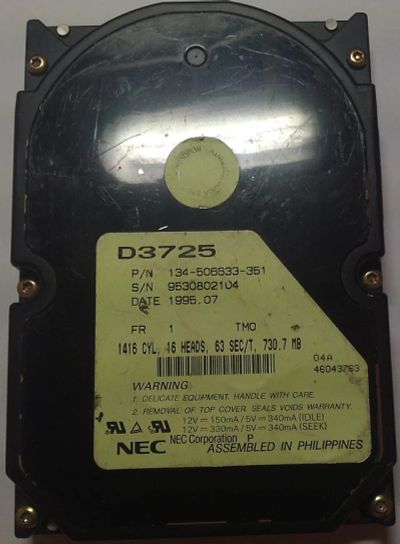 D3725
P/N 134-506633-351
S/N 9530802104
DATE 1995.07
FR 1 TMO
1416 CYL, 16 HEADS, 63 SEC/T, 730.7 MB
04A
46043763
WARNING
1. DELICATE EQUIPMENT. HANDLE WITH CARE.
2. REMOVAL OF TOP COVER, SEALS VOIDS WARRANTY.
12V = 150mA / 5V = 340mA (IDLE)
12V = 330mA / 5V = 340mA (SEEK)
NEC NEC Corporation P
ASSEMBLED IN PHILIPPINES